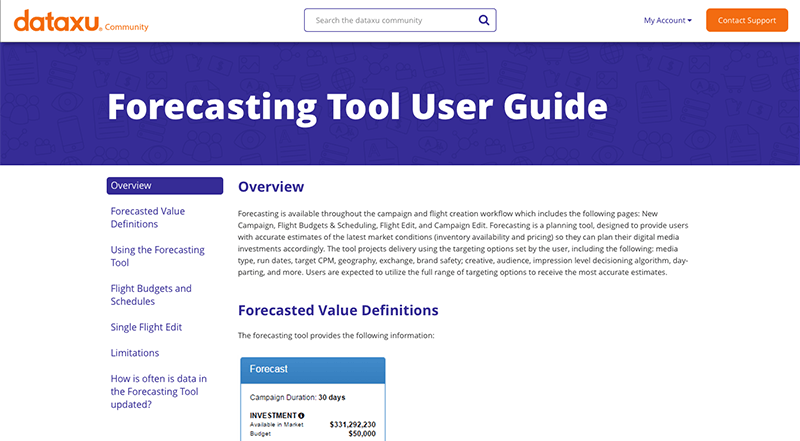 dataxu. Community
Search the dataxu community
My Account
Contact Support
Forecasting Tool User Guide
Overview
Forecasted Value
Definitions
Using the Forecasting
Tool
Flight Budgets and
Schedules
Single Flight Edit
Limitations
How is often is data in
the Forecasting Tool
updated?
Overview
Forecasting is available throughout the campaign and flight creation workflow which includes the following pages: New
Campaign, Flight Budgets & Scheduling, Flight Edit, and Campaign Edit. Forecasting is a planning tool, designed to provide users
with accurate estimates of the latest market conditions (inventory availability and pricing) so they can plan their digital media
investments accordingly. The tool projects delivery using the targeting options set by the user, including the following: media
type, run dates, target CPM, geography, exchange, brand safety; creative, audience, impression level decisioning algorithm, day-
parting, and more. Users are expected to utilize the full range of targeting options to receive the most accurate estimates.
Forecasted Value Definitions
The forecasting tool provides the following information:
Forecast
Campaign Duration: 30 days
INVESTMENT
Available in Market $331,292,230
Budget $50,000